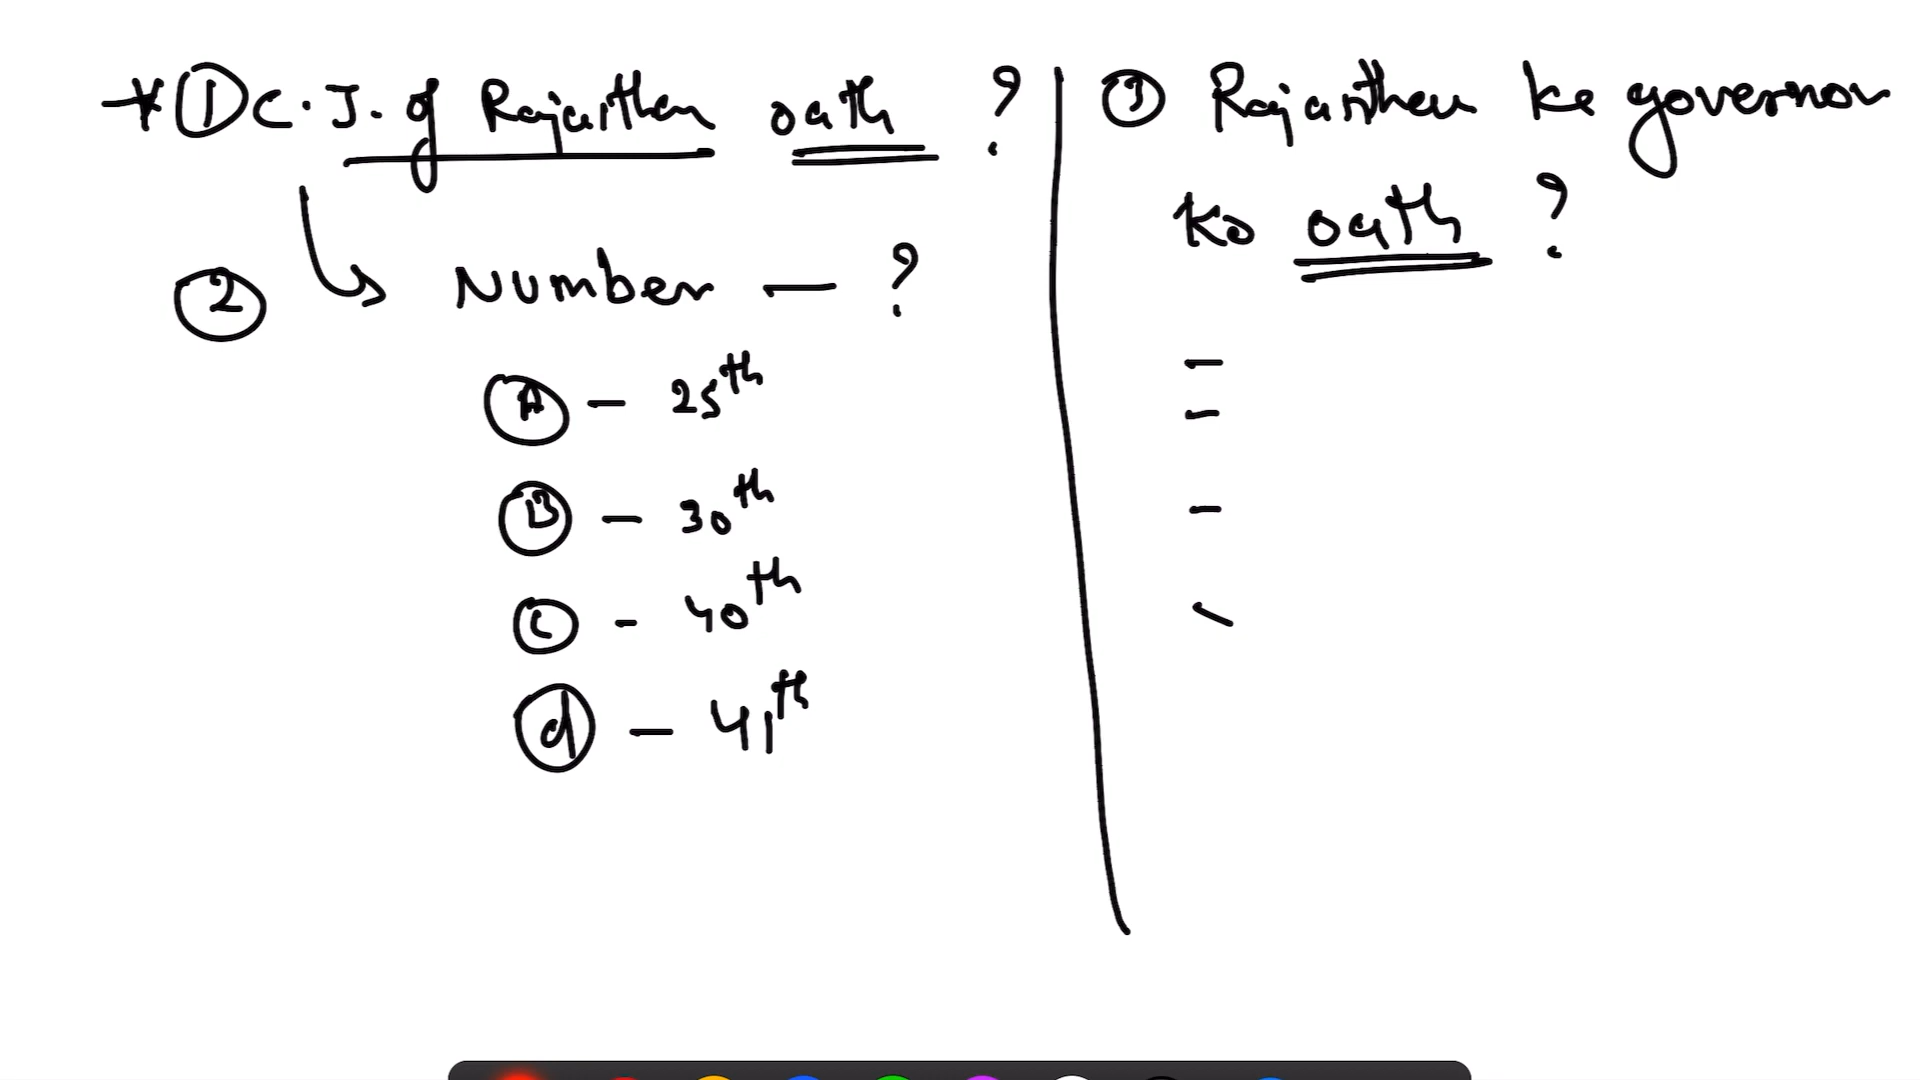 ① C. J. of Rajasthan oath ?
② Number – ?
Ⓐ – 25th
Ⓑ – 30th
Ⓒ – 40th
ⓓ – 41th
③ Rajasthan ke governor
ko oath ?